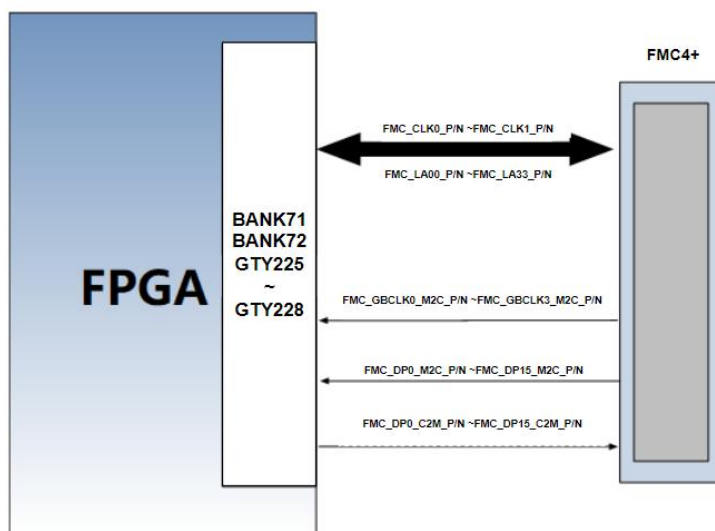 FMC4+
FMC_CLK0_P/N ~FMC_CLK1_P/N
FMC_LA00_P/N ~FMC_LA33_P/N
BANK71
BANK72
GTY225
~
GTY228
FPGA
FMC_GBCLK0_M2C_P/N ~FMC_GBCLK3_M2C_P/N
FMC_DP0_M2C_P/N ~FMC_DP15_M2C_P/N
FMC_DP0_C2M_P/N ~FMC_DP15_C2M_P/N